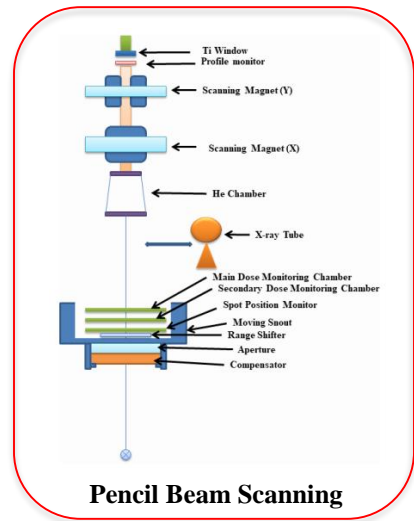 Ti Window
Profile monitor
Scanning Magnet (Y)
Scanning Magnet (X)
He Chamber
X-ray Tube
Main Dose Monitoring Chamber
Secondary Dose Monitoring Chamber
Spot Position Monitor
Moving Snout
Range Shifter
Aperture
Compensator
Pencil Beam Scanning